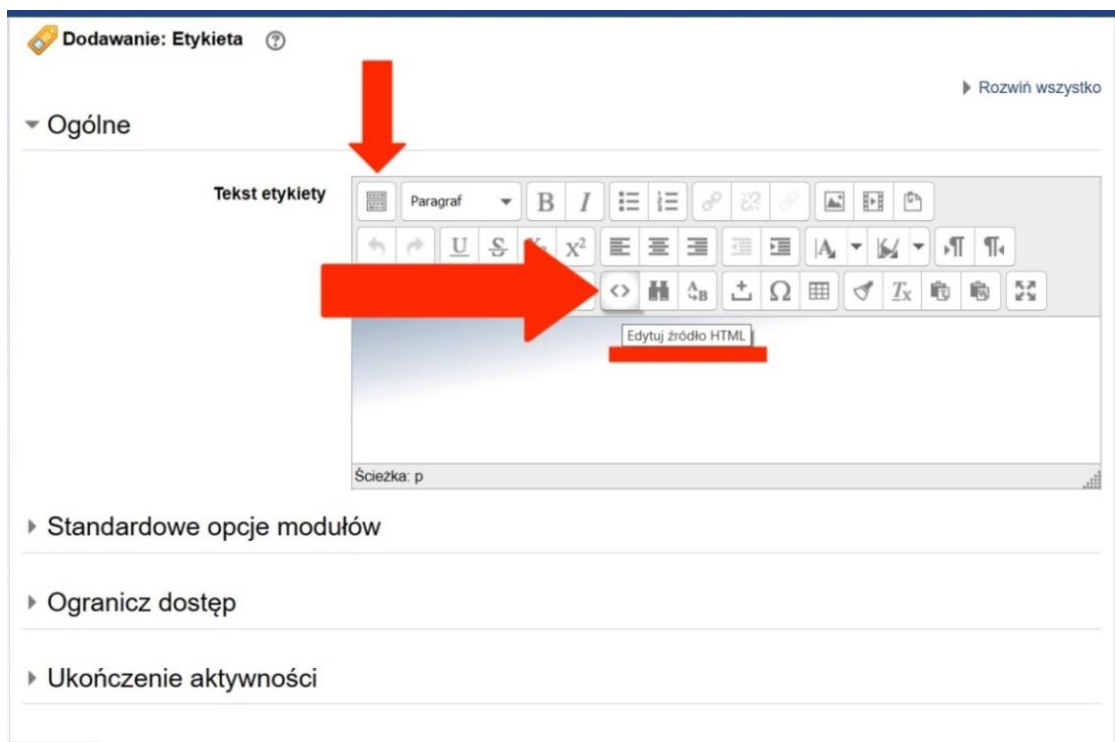 Dodawanie: Etykieta
Rozwiń wszystko
Ogólne
Tekst etykiety
Paragraf
Edytuj źródło HTML
Ścieżka: p
Standardowe opcje modułów
Ogranicz dostęp
Ukończenie aktywności